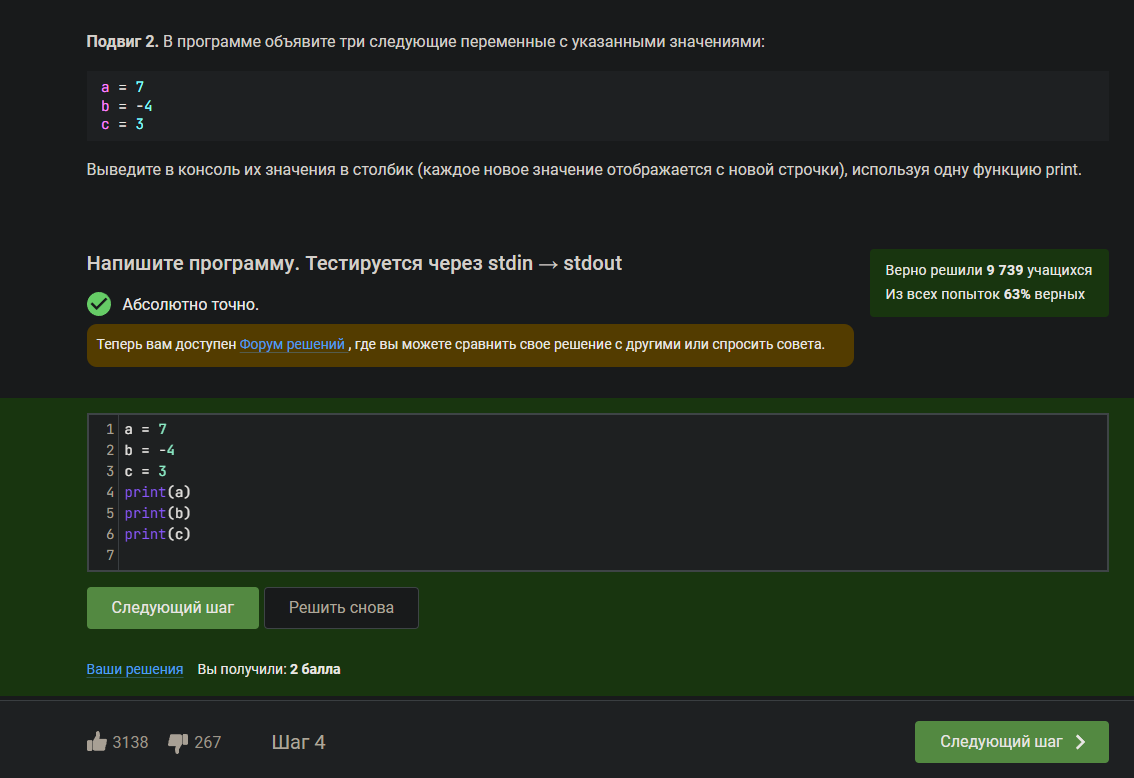 Подвиг 2. В программе объявите три следующие переменные с указанными значениями:
a = 7
b = -4
c = 3
Выведите в консоль их значения в столбик (каждое новое значение отображается с новой строчки), используя одну функцию print.
Напишите программу. Тестируется через stdin → stdout
Верно решили 9 739 учащихся
Из всех попыток 63% верных
Абсолютно точно.
Теперь вам доступен Форум решений , где вы можете сравнить свое решение с другими или спросить совета.
1 a = 7
2 b = -4
3 c = 3
4 print(a)
5 print(b)
6 print(c)
7
Следующий шаг Решить снова
Ваши решения Вы получили: 2 балла
3138 267 Шаг 4 Следующий шаг